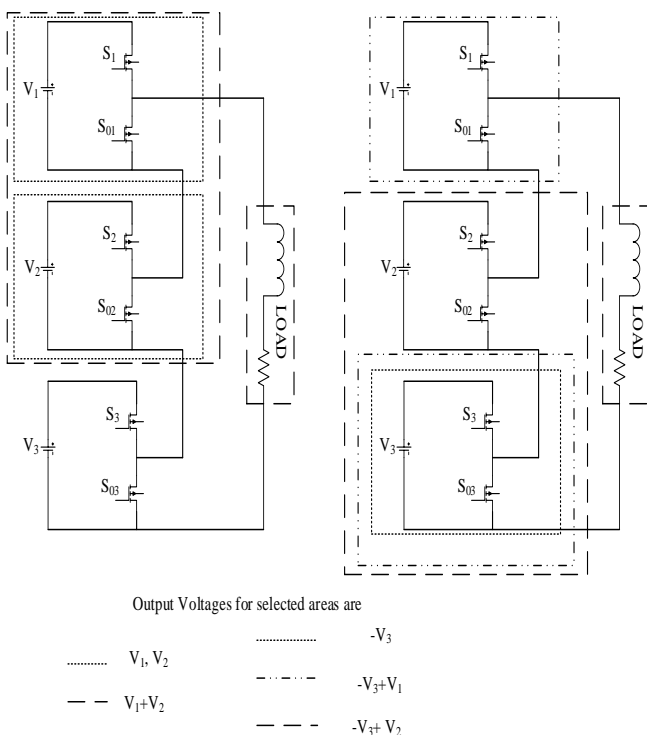 S1
V1
S01
S2
V2
S02
LOAD
S3
V3
S03
S1
V1
S01
S2
V2
S02
LOAD
S3
V3
S03
Output Voltages for selected areas are
V1, V2
V1+V2
-V3
-V3+V1
-V3+ V2